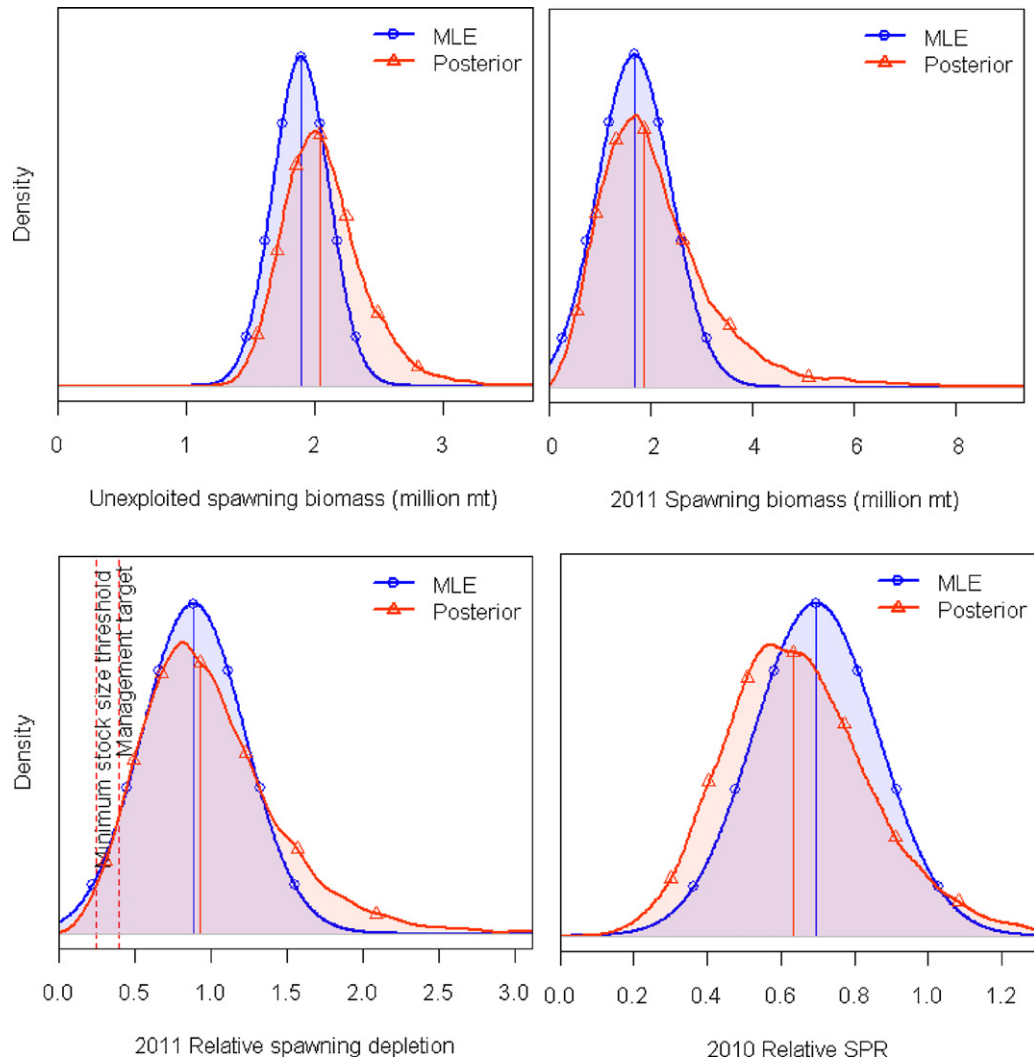 MLE
Posterior
Density
0 1 2 3
Unexploited spawning biomass (million mt)
MLE
Posterior
0 2 4 6 8
2011 Spawning biomass (million mt)
Minimum stock size threshold
Management target
MLE
Posterior
Density
0.0 0.5 1.0 1.5 2.0 2.5 3.0
2011 Relative spawning depletion
MLE
Posterior
0.0 0.2 0.4 0.6 0.8 1.0 1.2
2010 Relative SPR